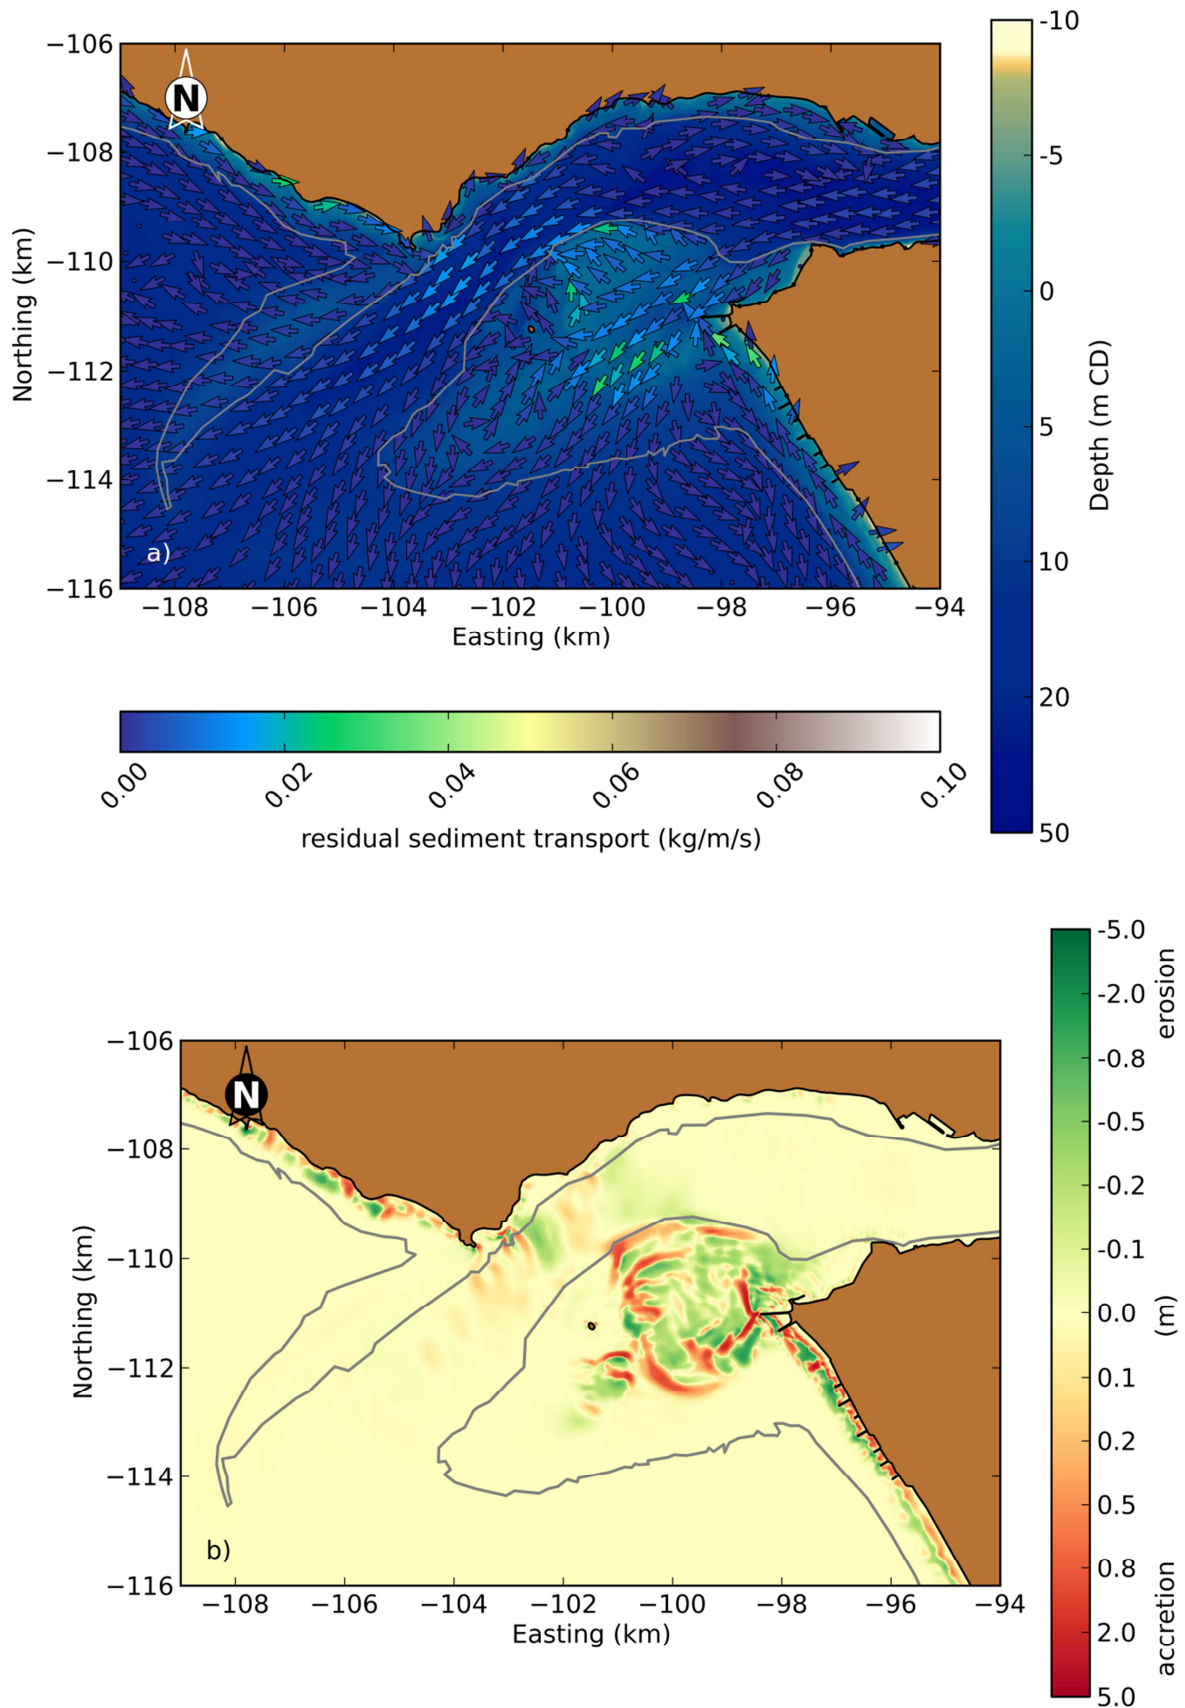 −106
−108
−110
−112
−114
−116
Northing (km)
N
a)
−108 −106 −104 −102 −100 −98 −96 −94
Easting (km)
-10
-5
0
5
10
20
50
Depth (m CD)
0.00 0.02 0.04 0.06 0.08 0.10
residual sediment transport (kg/m/s)
−106
−108
−110
−112
−114
−116
Northing (km)
N
b)
−108 −106 −104 −102 −100 −98 −96 −94
Easting (km)
-5.0
-2.0
-0.8
-0.5
-0.2
-0.1
0.0
0.1
0.2
0.5
0.8
2.0
5.0
erosion
(m)
accretion